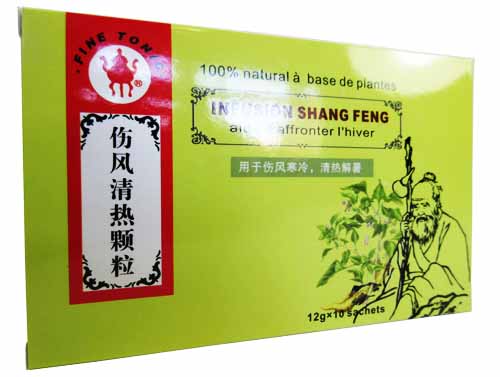 FINE TONE
®
伤风清热颗粒
100% natural à base de plantes
INFUSION SHANG FENG
affronter l'hiver
用于伤风寒冷，清热解暑
12g×10 sachets